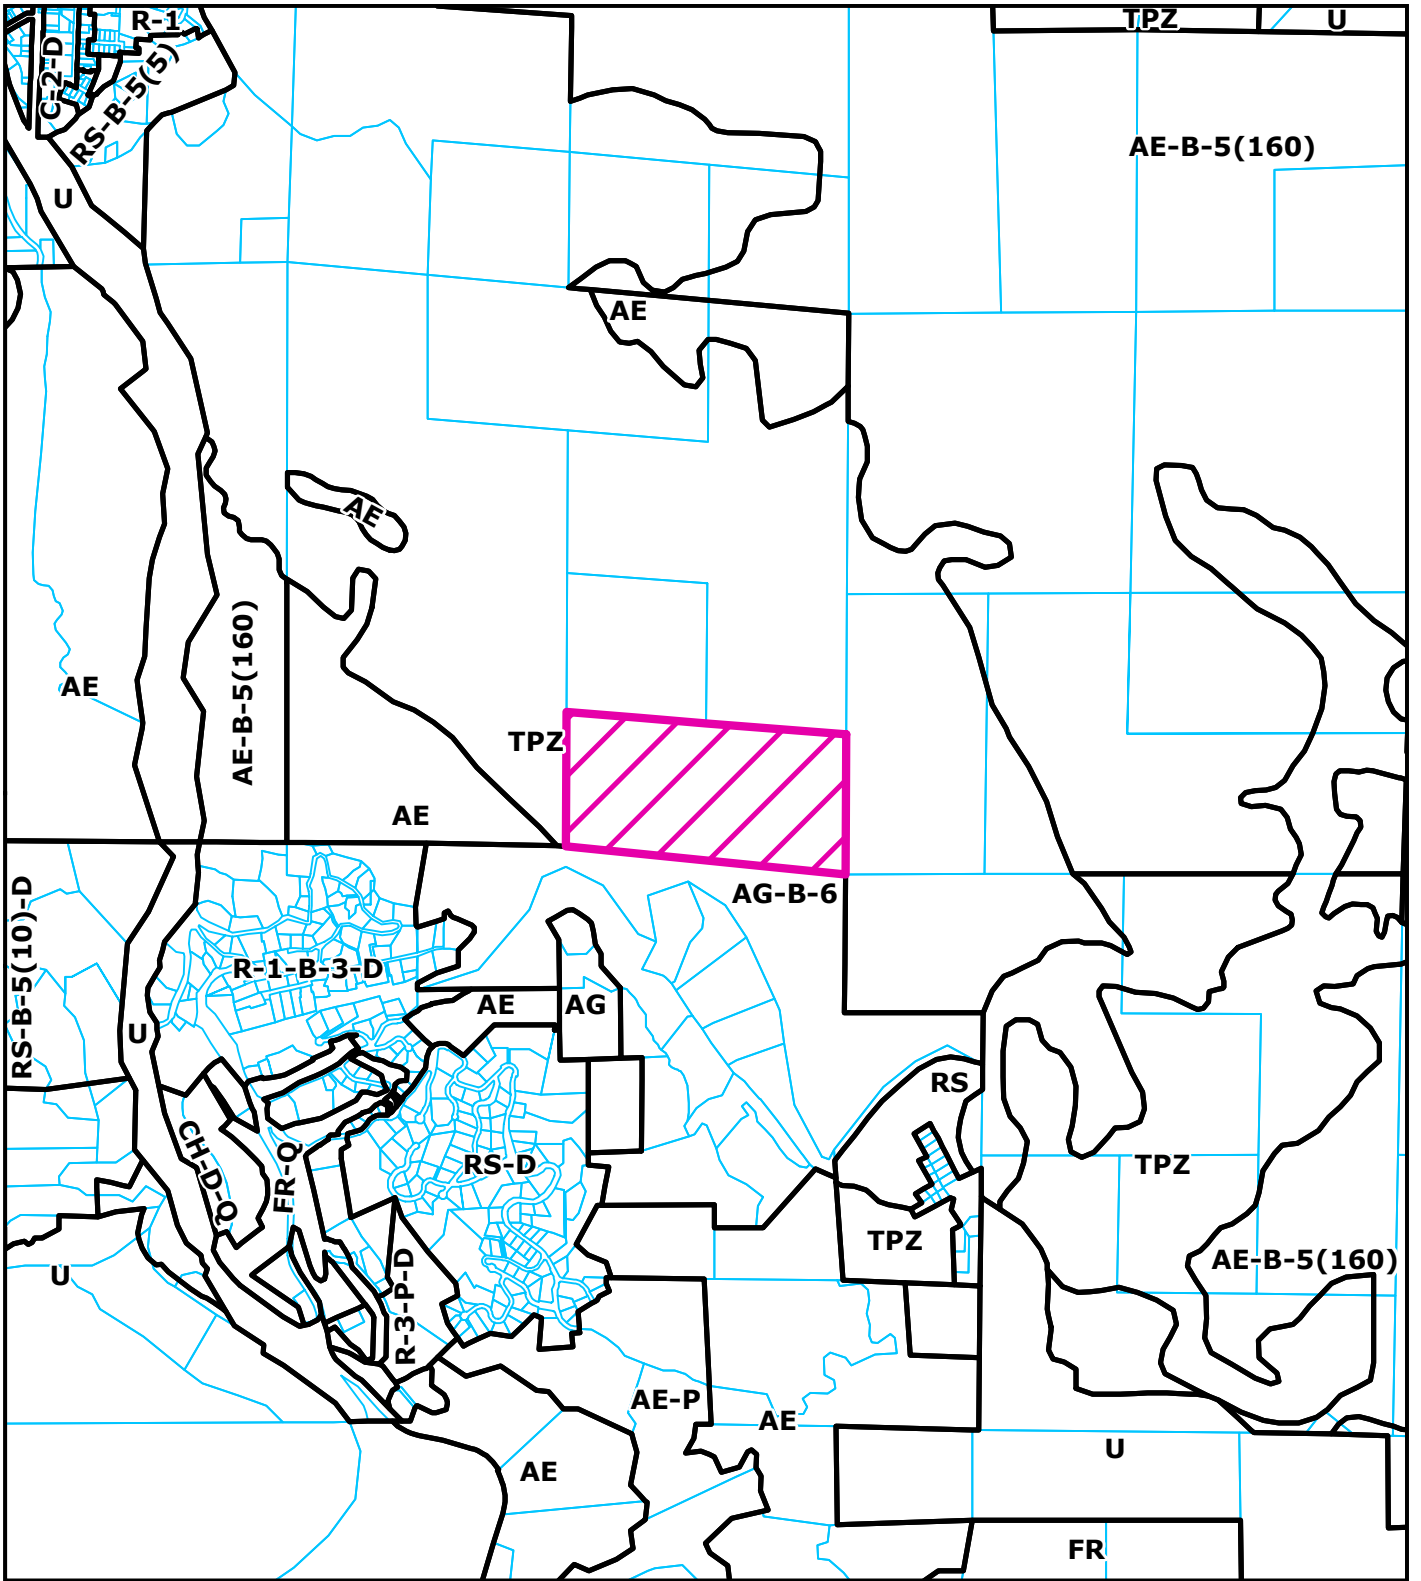 R-1
TPZ
U
C-2-D
RS-B-5(5)
AE-B-5(160)
U
AE
AE
AE-B-5(160)
AE
TPZ
AE
AG-B-6
RS-B-5(10)-D
R-1-B-3-D
AE
AG
U
RS
CH-D-Q
FR-Q
RS-D
TPZ
TPZ
U
AE-B-5(160)
R-3-P-D
AE-P
AE
U
AE
FR